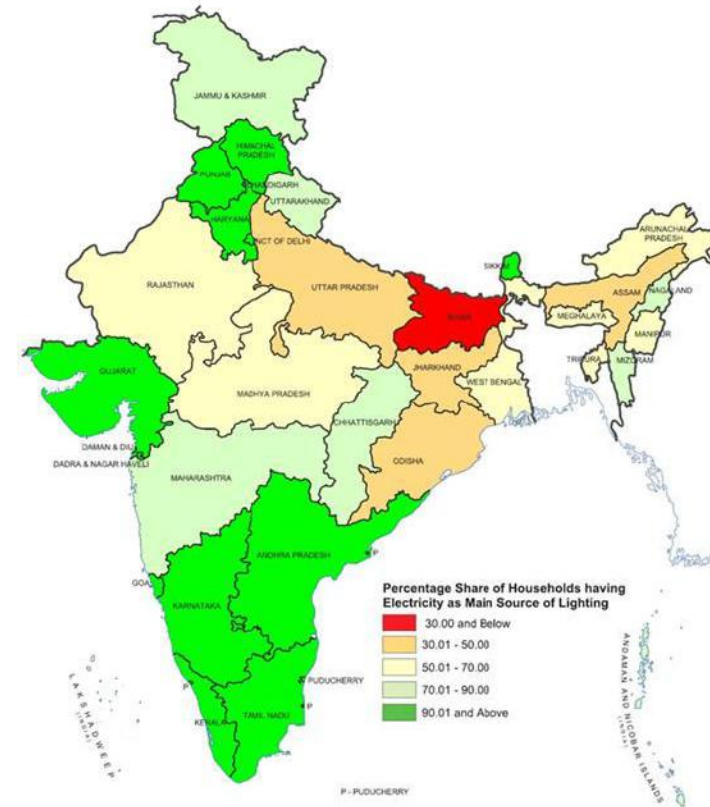 JAMMU & KASHMIR
HIMACHAL
PRADESH
PUNJAB
CHANDIGARH
UTTARAKHAND
HARYANA
NCT OF DELHI
ARUNACHAL
PRADESH
SIKKIM
RAJASTHAN
UTTAR PRADESH
ASSAM
NAGALAND
BIHAR
MEGHALAYA
MANIPUR
GUJARAT
JHARKHAND
TRIPURA
MIZORAM
MADHYA PRADESH
WEST BENGAL
CHHATTISGARH
DAMAN & DIU
DADRA & NAGAR HAVELI
MAHARASHTRA
ODISHA
ANDHRA PRADESH
P
GOA
KARNATAKA
Percentage Share of Households having
Electricity as Main Source of Lighting
30.00 and Below
30.01 - 50.00
50.01 - 70.00
70.01 - 90.00
90.01 and Above
PUDUCHERRY
P
P
KERALA
TAMIL NADU
LAKSHADWEEP
(INDIA)
ANDAMAN AND NICOBAR ISLANDS
(INDIA)
P - PUDUCHERRY